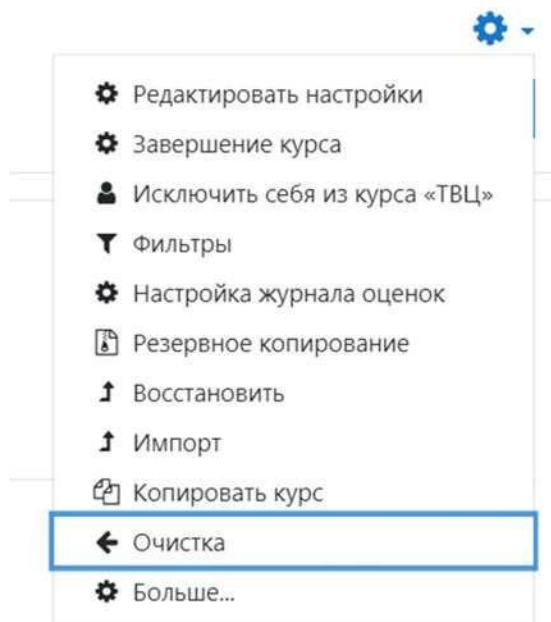 Редактировать настройки
Завершение курса
Исключить себя из курса «ТВЦ»
Фильтры
Настройка журнала оценок
Резервное копирование
Восстановить
Импорт
Копировать курс
Очистка
Больше...